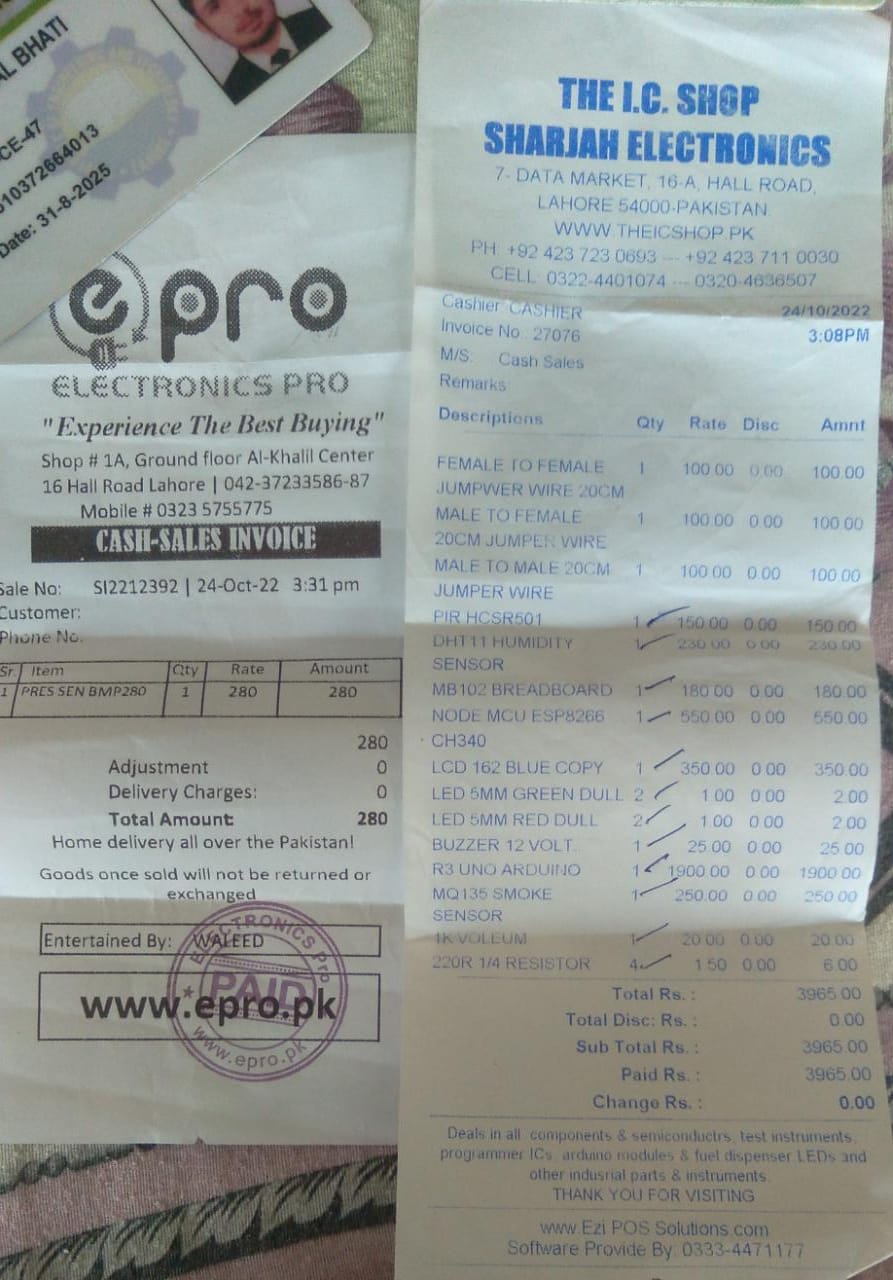 AL BHATI
CE-47
610372664013
Date: 31-8-2025
epro
ELECTRONICS PRO
"Experience The Best Buying"
Shop # 1A, Ground floor Al-Khalil Center
16 Hall Road Lahore | 042-37233586-87
Mobile # 0323 5755775
CASH-SALES INVOICE
Sale No: SI2212392 | 24-Oct-22 3:31 pm
Customer:
Phone No.
Sr. Item Qty Rate Amount
1 PRES SEN BMP280 1 280 280
280
Adjustment 0
Delivery Charges: 0
Total Amount: 280
Home delivery all over the Pakistan!
Goods once sold will not be returned or
exchanged
Entertained By: WALEED
www.epro.pk
ELECTRONICS Pro
PAID
www.epro.pk
THE I.C. SHOP
SHARJAH ELECTRONICS
7- DATA MARKET, 16-A, HALL ROAD,
LAHORE 54000-PAKISTAN.
WWW.THEICSHOP.PK
PH: +92 423 723 0693 --- +92 423 711 0030
CELL: 0322-4401074 --- 0320-4636507
Cashier CASHIER 24/10/2022
Invoice No. 27076 3:08PM
M/S: Cash Sales
Remarks
Descriptions Qty Rate Disc Amnt
FEMALE TO FEMALE 1 100.00 0.00 100.00
JUMPWER WIRE 20CM
MALE TO FEMALE 1 100.00 0.00 100.00
20CM JUMPER WIRE
MALE TO MALE 20CM 1 100.00 0.00 100.00
JUMPER WIRE
PIR HCSR501 1 150.00 0.00 150.00
DHT11 HUMIDITY 1 230.00 0.00 230.00
SENSOR
MB102 BREADBOARD 1 180.00 0.00 180.00
NODE MCU ESP8266 1 550.00 0.00 550.00
CH340
LCD 162 BLUE COPY 1 350.00 0.00 350.00
LED 5MM GREEN DULL 2 1.00 0.00 2.00
LED 5MM RED DULL 2 1.00 0.00 2.00
BUZZER 12 VOLT. 1 25.00 0.00 25.00
R3 UNO ARDUINO 1 1900.00 0.00 1900.00
MQ135 SMOKE 1 250.00 0.00 250.00
SENSOR
1K VOLEUM 1 20.00 0.00 20.00
220R 1/4 RESISTOR 4 1.50 0.00 6.00
Total Rs. : 3965.00
Total Disc: Rs. : 0.00
Sub Total Rs. : 3965.00
Paid Rs. : 3965.00
Change Rs. : 0.00
Deals in all components & semiconductrs, test instruments,
programmer ICs, arduino modules & fuel dispenser LEDs and
other indusrial parts & instruments.
THANK YOU FOR VISITING
www.Ezi POS Solutions.com
Software Provide By: 0333-4471177